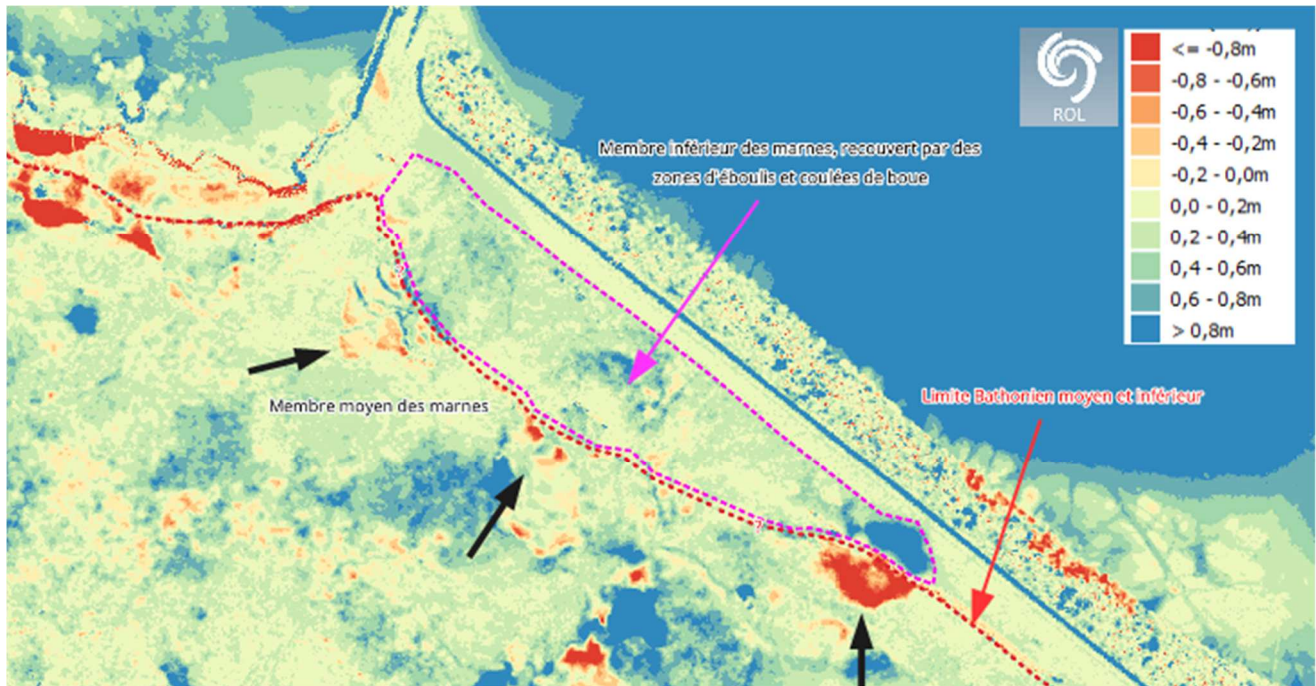 <= -0,8m
-0,8 - -0,6m
-0,6 - -0,4m
-0,4 - -0,2m
-0,2 - 0,0m
0,0 - 0,2m
0,2 - 0,4m
0,4 - 0,6m
0,6 - 0,8m
> 0,8m
ROL
Membre inférieur des marnes, recouvert par des
zones d'éboulis et coulées de boue
?
Membre moyen des marnes
Limite Bathonien moyen et inférieur
?